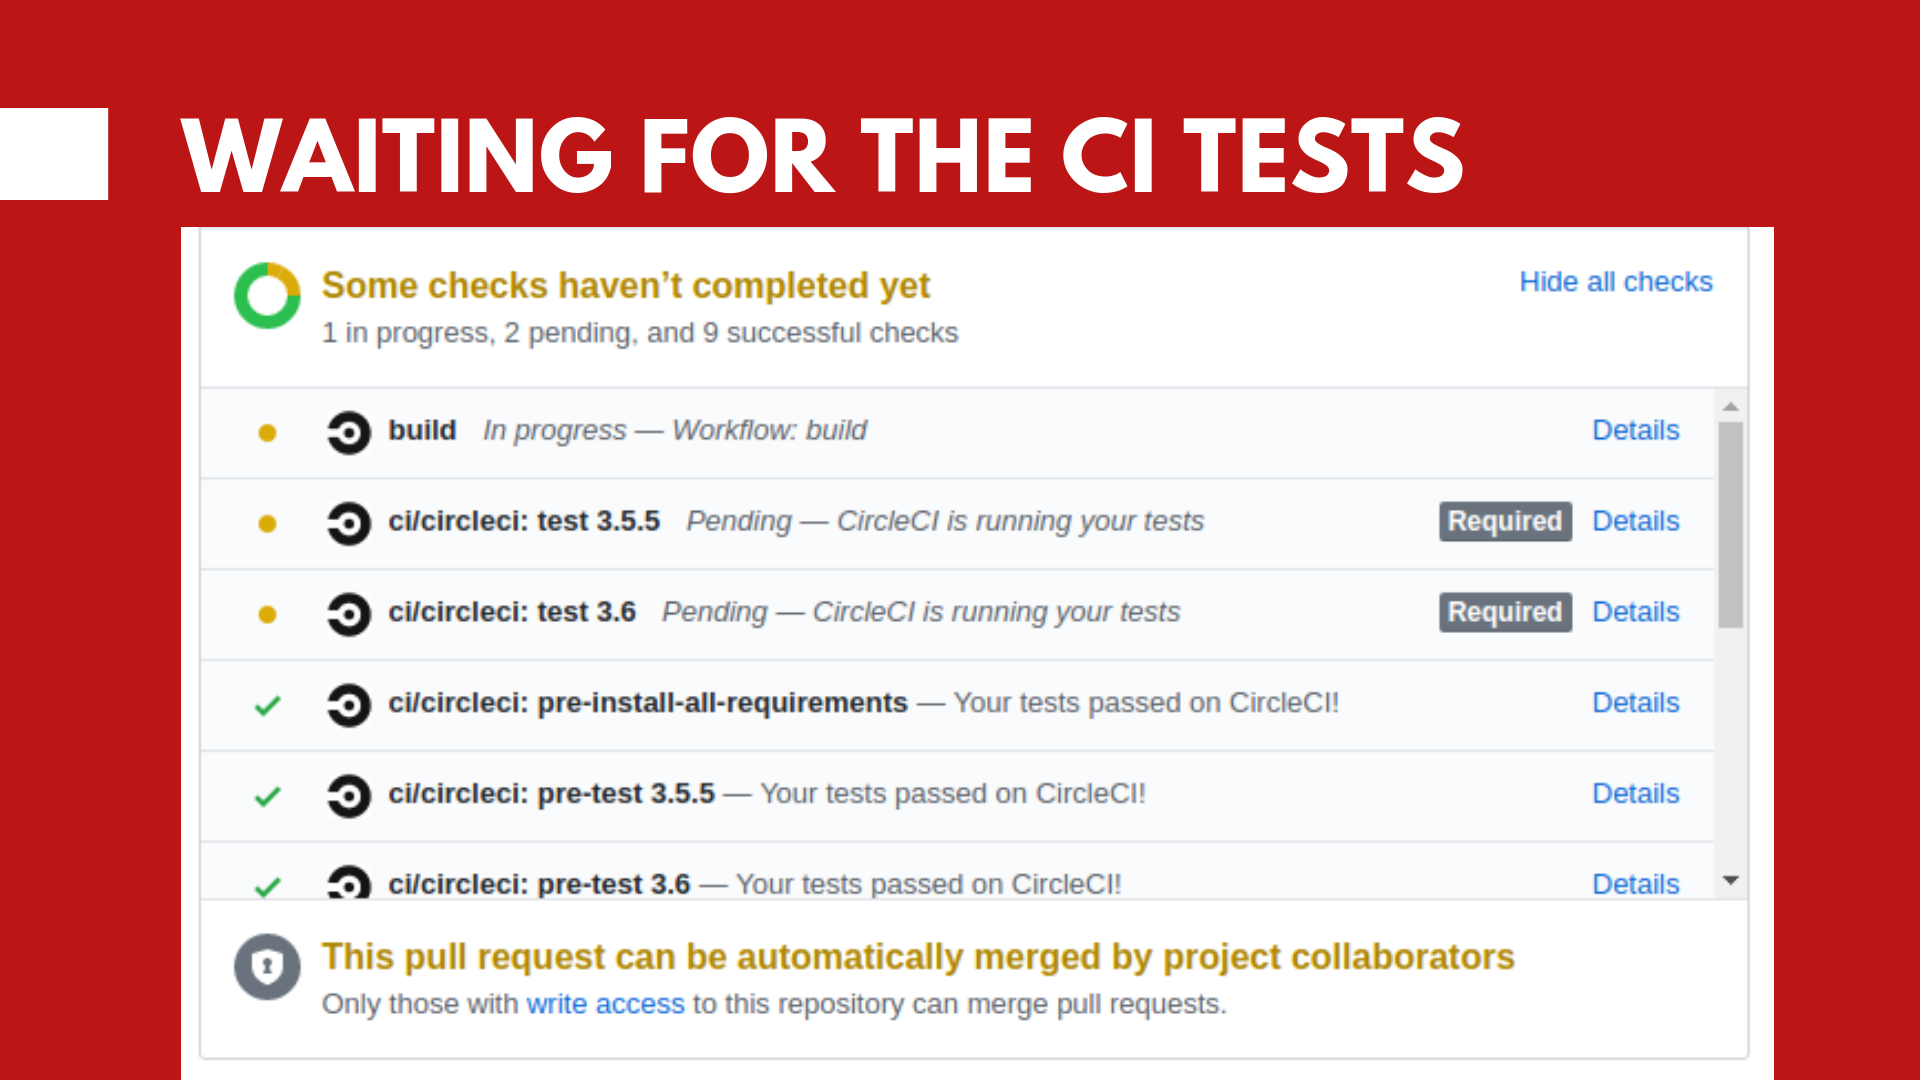 WAITING FOR THE CI TESTS
Some checks haven’t completed yet
Hide all checks
1 in progress, 2 pending, and 9 successful checks
build In progress — Workflow: build Details
ci/circleci: test 3.5.5 Pending — CircleCI is running your tests Required Details
ci/circleci: test 3.6 Pending — CircleCI is running your tests Required Details
ci/circleci: pre-install-all-requirements — Your tests passed on CircleCI! Details
ci/circleci: pre-test 3.5.5 — Your tests passed on CircleCI! Details
ci/circleci: pre-test 3.6 — Your tests passed on CircleCI! Details
This pull request can be automatically merged by project collaborators
Only those with write access to this repository can merge pull requests.